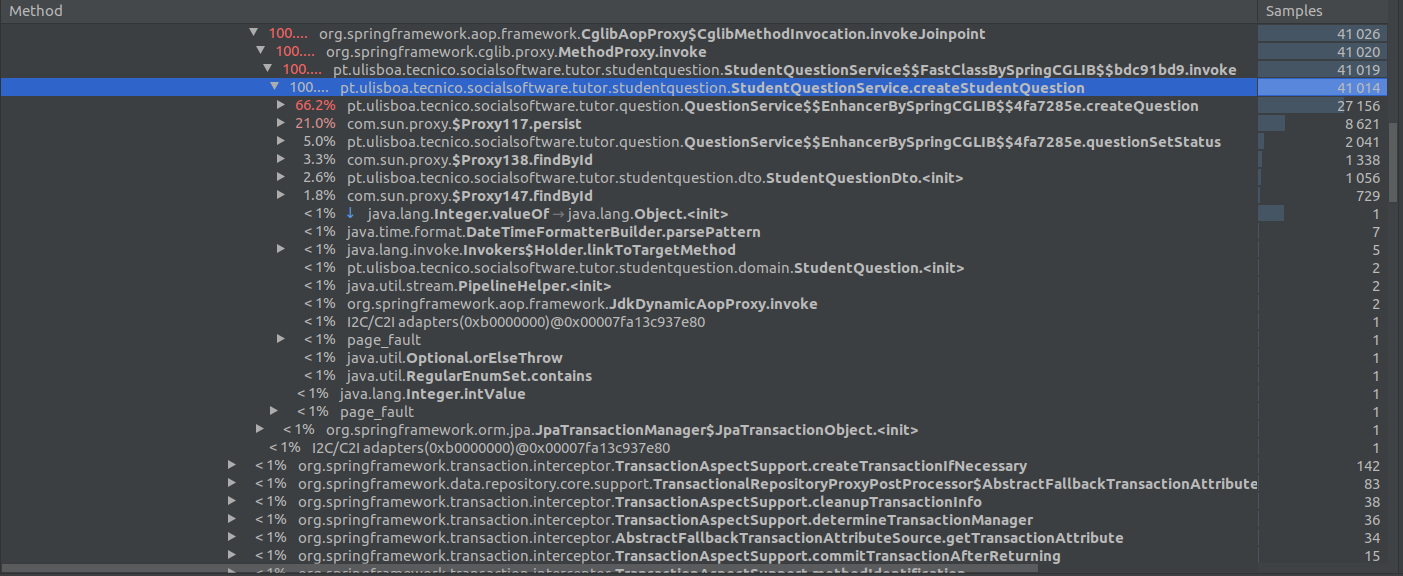 Method Samples
100.... org.springframework.aop.framework.CglibAopProxy$CglibMethodInvocation.invokeJoinpoint 41 026
100.... org.springframework.cglib.proxy.MethodProxy.invoke 41 020
100.... pt.ulisboa.tecnico.socialsoftware.tutor.studentquestion.StudentQuestionService$$FastClassBySpringCGLIB$$bdc91bd9.invoke 41 019
100.... pt.ulisboa.tecnico.socialsoftware.tutor.studentquestion.StudentQuestionService.createStudentQuestion 41 014
66.2% pt.ulisboa.tecnico.socialsoftware.tutor.question.QuestionService$$EnhancerBySpringCGLIB$$4fa7285e.createQuestion 27 156
21.0% com.sun.proxy.$Proxy117.persist 8 621
5.0% pt.ulisboa.tecnico.socialsoftware.tutor.question.QuestionService$$EnhancerBySpringCGLIB$$4fa7285e.questionSetStatus 2 041
3.3% com.sun.proxy.$Proxy138.findById 1 338
2.6% pt.ulisboa.tecnico.socialsoftware.tutor.studentquestion.dto.StudentQuestionDto.<init> 1 056
1.8% com.sun.proxy.$Proxy147.findById 729
< 1% ↓ java.lang.Integer.valueOf → java.lang.Object.<init> 1
< 1% java.time.format.DateTimeFormatterBuilder.parsePattern 7
< 1% java.lang.invoke.Invokers$Holder.linkToTargetMethod 5
< 1% pt.ulisboa.tecnico.socialsoftware.tutor.studentquestion.domain.StudentQuestion.<init> 2
< 1% java.util.stream.PipelineHelper.<init> 2
< 1% org.springframework.aop.framework.JdkDynamicAopProxy.invoke 2
< 1% I2C/C2I adapters(0xb0000000)@0x00007fa13c937e80 1
< 1% page_fault 1
< 1% java.util.Optional.orElseThrow 1
< 1% java.util.RegularEnumSet.contains 1
< 1% java.lang.Integer.intValue 1
< 1% page_fault 1
< 1% org.springframework.orm.jpa.JpaTransactionManager$JpaTransactionObject.<init> 1
< 1% I2C/C2I adapters(0xb0000000)@0x00007fa13c937e80 1
< 1% org.springframework.transaction.interceptor.TransactionAspectSupport.createTransactionIfNecessary 142
< 1% org.springframework.data.repository.core.support.TransactionalRepositoryProxyPostProcessor$AbstractFallbackTransactionAttribute 83
< 1% org.springframework.transaction.interceptor.TransactionAspectSupport.cleanupTransactionInfo 38
< 1% org.springframework.transaction.interceptor.TransactionAspectSupport.determineTransactionManager 36
< 1% org.springframework.transaction.interceptor.AbstractFallbackTransactionAttributeSource.getTransactionAttribute 34
< 1% org.springframework.transaction.interceptor.TransactionAspectSupport.commitTransactionAfterReturning 15
< 1% org.springframework.transaction.interceptor.TransactionAspectSupport.methodIdentification